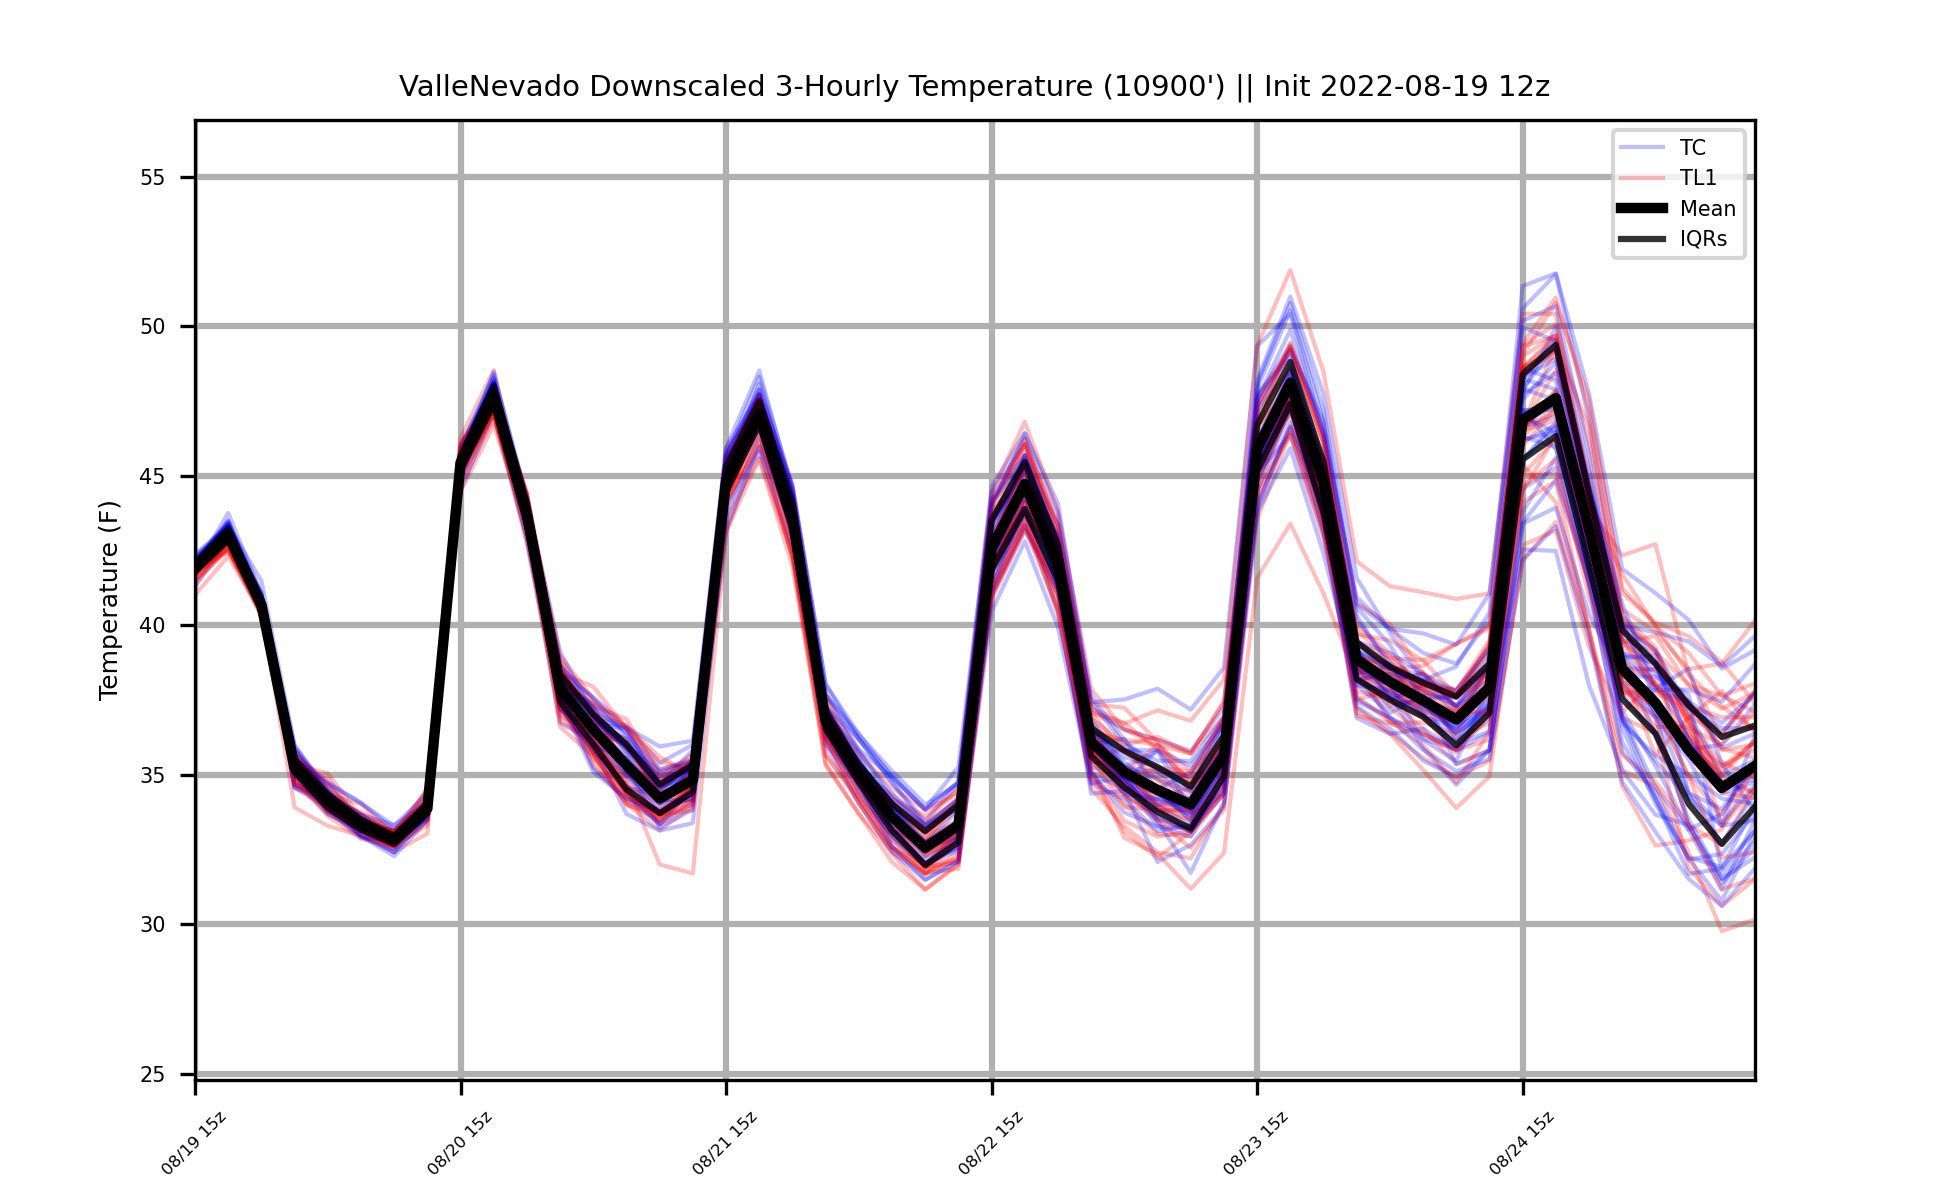 ValleNevado Downscaled 3-Hourly Temperature (10900') || Init 2022-08-19 12z
TC
TL1
Mean
IQRs
Temperature (F)
55
50
45
40
35
30
25
08/19 15z
08/20 15z
08/21 15z
08/22 15z
08/23 15z
08/24 15z